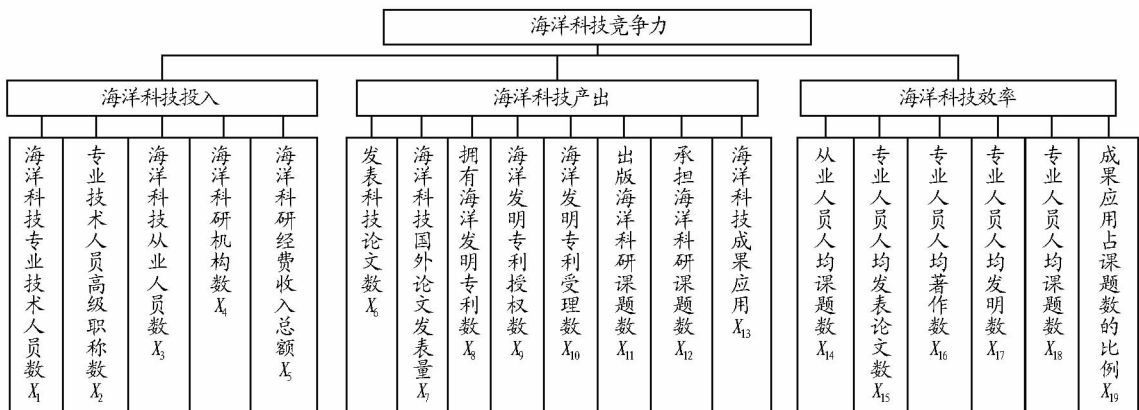 海洋科技竞争力
海洋科技投入
海洋科技产出
海洋科技效率
海洋科技专业技术人员数X1
专业技术人员高级职称数X2
海洋科技从业人员数X3
海洋科研机构数X4
海洋科研经费收入总额X5
发表科技论文数X6
海洋科技国外论文发表量X7
拥有海洋发明专利数X8
海洋发明专利授权数X9
海洋发明专利受理数X10
出版海洋科研课题数X11
承担海洋科研课题数X12
海洋科技成果应用X13
从业人员人均课题数X14
专业人员人均发表论文数X15
专业人员人均著作数X16
专业人员人均发明数X17
专业人员人均课题数X18
成果应用占课题数的比例X19